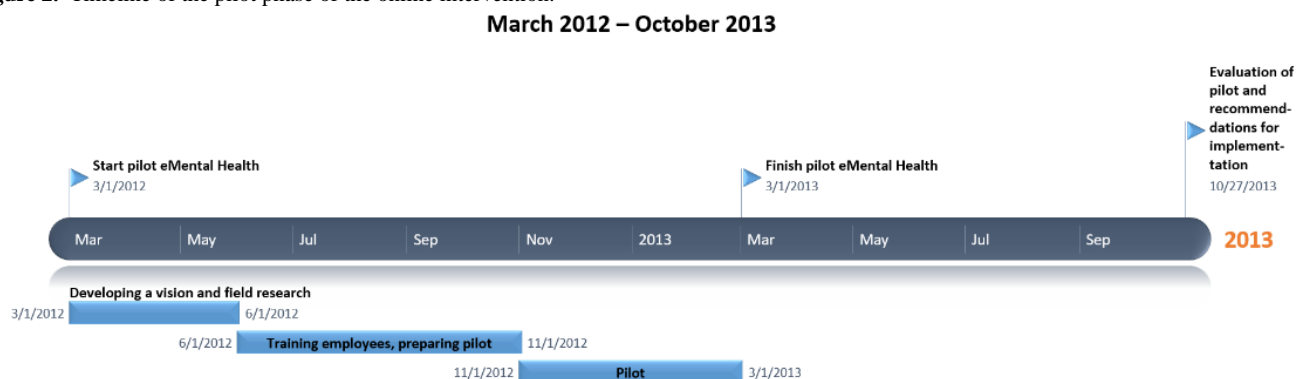 March 2012 – October 2013
Evaluation of
pilot and
recommend-
dations for
implement-
tation
10/27/2013
Start pilot eMental Health
3/1/2012
Finish pilot eMental Health
3/1/2013
Mar May Jul Sep Nov 2013 Mar May Jul Sep 2013
Developing a vision and field research
3/1/2012 6/1/2012
6/1/2012 Training employees, preparing pilot 11/1/2012
11/1/2012 Pilot 3/1/2013